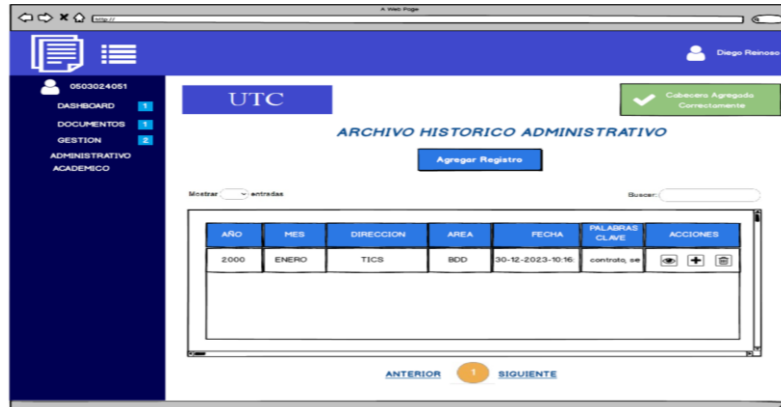 A Web Page
http://
Diego Reinoso
0503024051
DASHBOARD 1
DOCUMENTOS 1
GESTION 2
ADMINISTRATIVO
ACADEMICO
UTC
Cabecera Agregada
Correctamente
ARCHIVO HISTORICO ADMINISTRATIVO
Agregar Registro
Mostrar entradas
Buscar:
AÑO MES DIRECCION AREA FECHA PALABRAS CLAVE ACCIONES
2000 ENERO TICS BDD 30-12-2023-10:16: contrato, se
ANTERIOR 1 SIGUIENTE